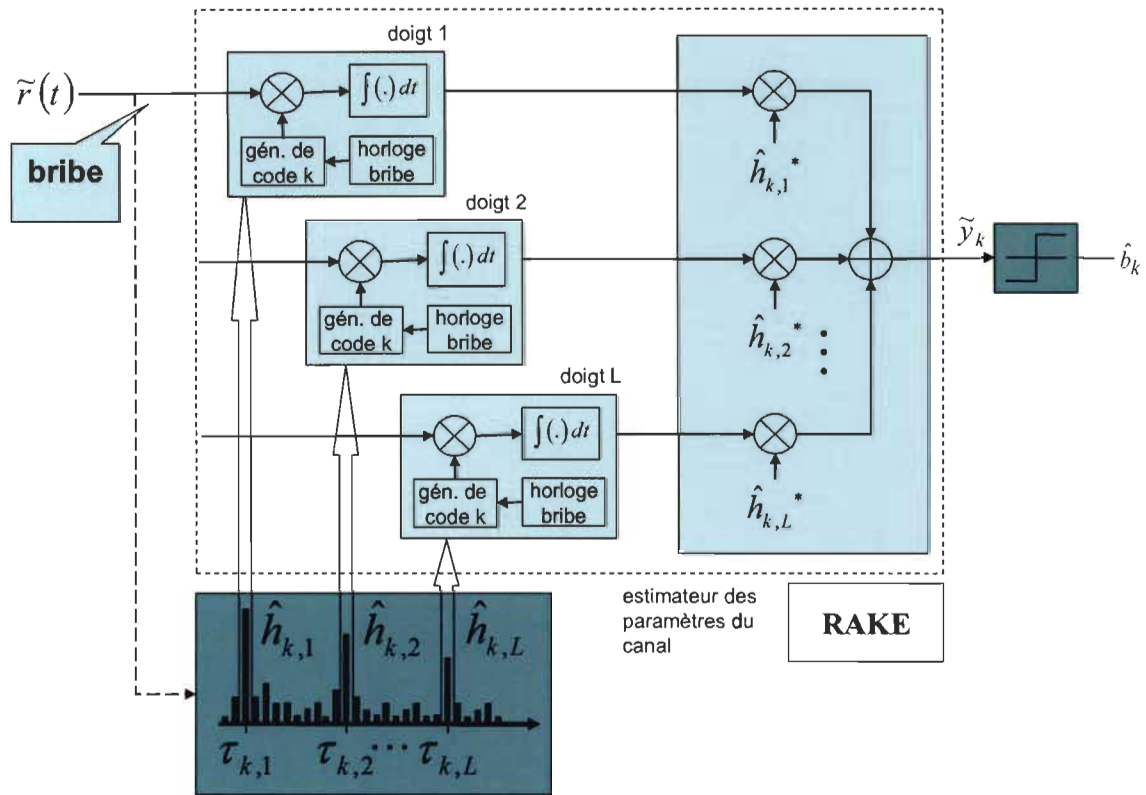 doigt 1
r̃(t)
∫(.)dt
bribe
gén. de
code k
horloge
bribe
ĥk,1*
doigt 2
∫(.)dt
gén. de
code k
horloge
bribe
ĥk,2*
ỹk
b̂k
doigt L
∫(.)dt
gén. de
code k
horloge
bribe
ĥk,L*
estimateur des
paramètres du
canal
RAKE
ĥk,1 ĥk,2 ĥk,L
τk,1 τk,2 ··· τk,L